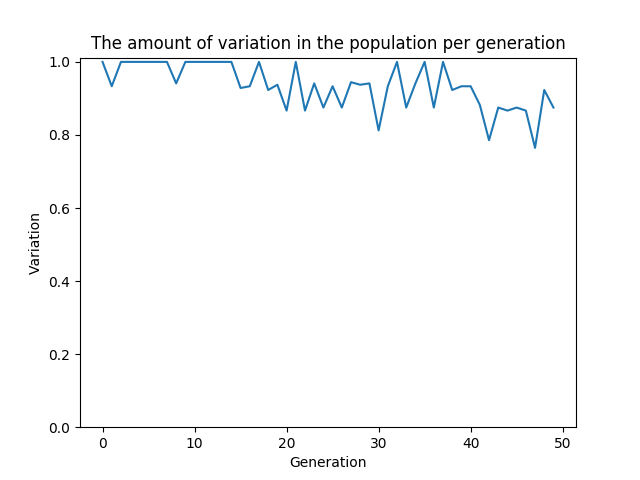 The amount of variation in the population per generation
1.0
0.8
0.6
0.4
0.2
0.0
Variation
0 10 20 30 40 50
Generation